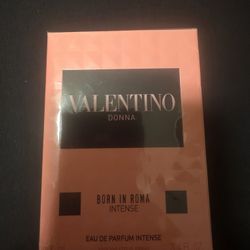 VALENTINO
DONNA
BORN IN ROMA
INTENSE
EAU DE PARFUM INTENSE